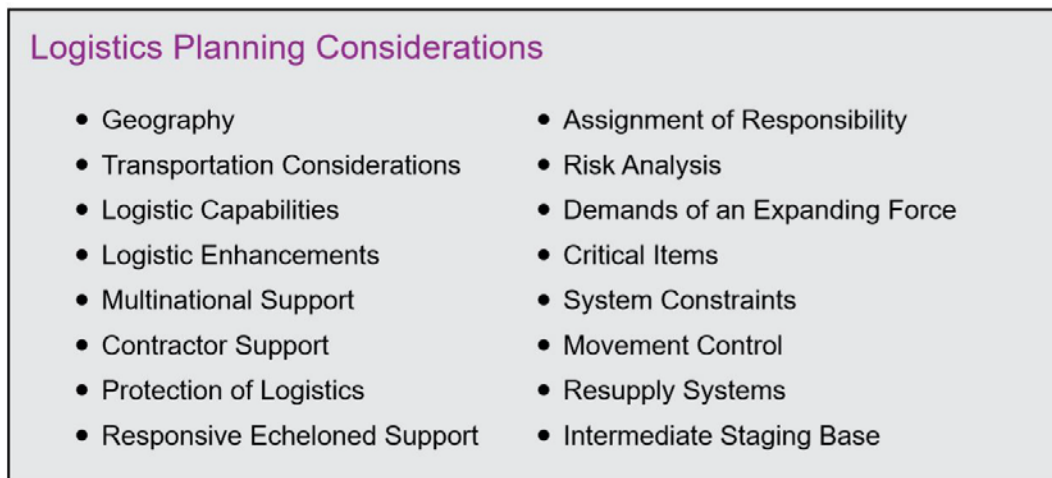 Logistics Planning Considerations
• Geography
• Transportation Considerations
• Logistic Capabilities
• Logistic Enhancements
• Multinational Support
• Contractor Support
• Protection of Logistics
• Responsive Echeloned Support
• Assignment of Responsibility
• Risk Analysis
• Demands of an Expanding Force
• Critical Items
• System Constraints
• Movement Control
• Resupply Systems
• Intermediate Staging Base